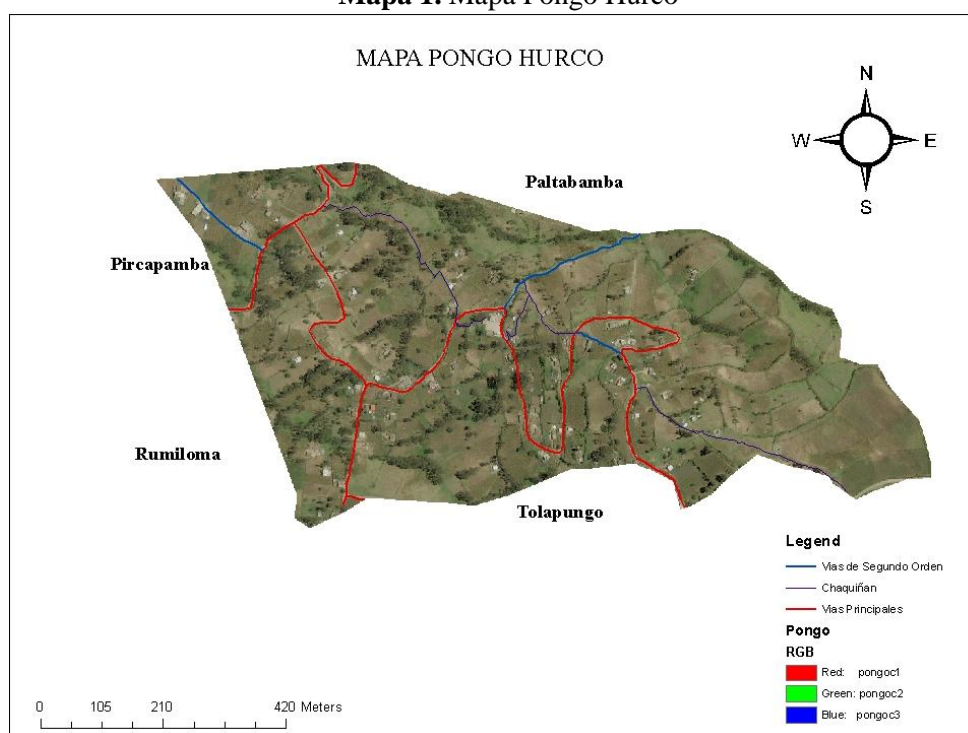 Mapa 1. Mapa Pongo Hurco
MAPA PONGO HURCO
N
W
E
S
Paltabamba
Pircapamba
Rumiloma
Tolapungo
Legend
Vias de Segundo Orden
Chaquiñan
Vias Principales
Pongo
RGB
Red: pongoc1
Green: pongoc2
Blue: pongoc3
0 105 210 420 Meters